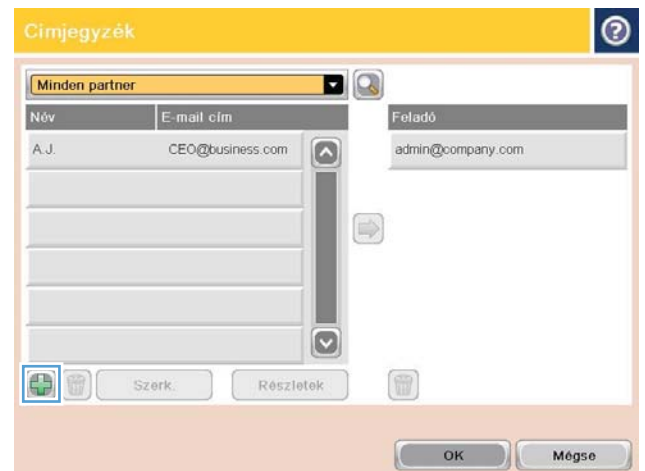 Címjegyzék
Minden partner
Név E-mail cím Feladó
A.J. CEO@business.com admin@company.com
Szerk. Részletek
OK Mégse